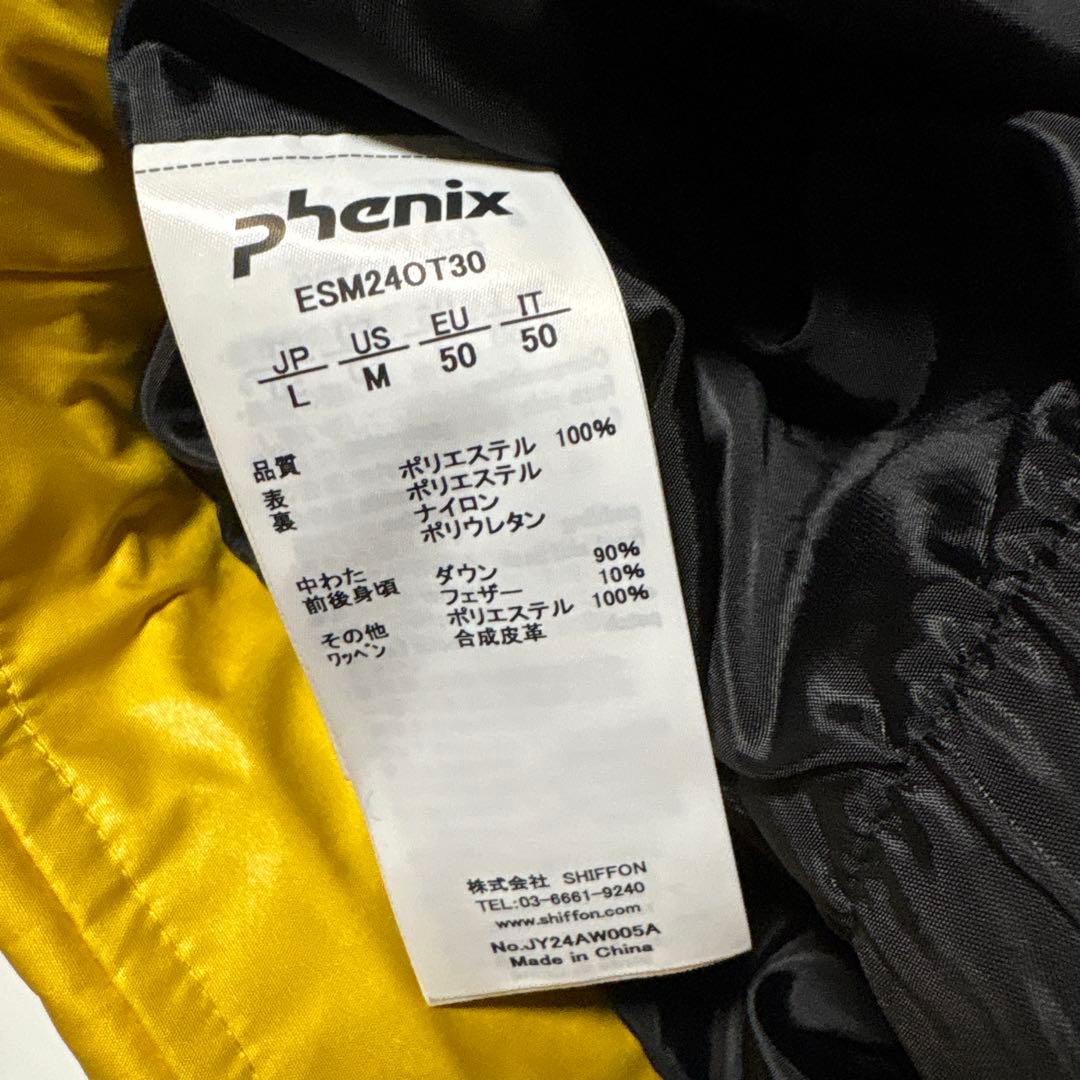 phenix
ESM24OT30
JP US EU IT
L M 50 50
品質
表 ポリエステル 100%
裏 ポリエステル
ナイロン
ポリウレタン
中わた
前後身頃 ダウン 90%
フェザー 10%
その他 ポリエステル 100%
ワッペン 合成皮革
株式会社 SHIFFON
TEL:03-6661-9240
www.shiffon.com
No.JY24AW005A
Made in China